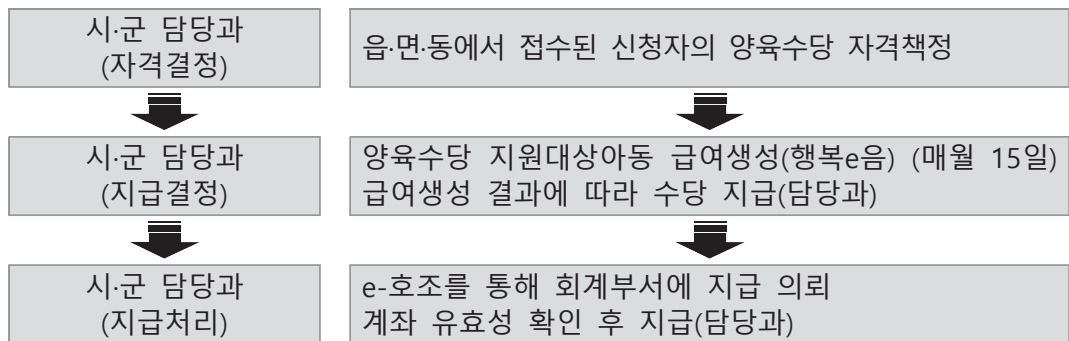 시·군 담당과
(자격결정)
읍·면·동에서 접수된 신청자의 양육수당 자격책정
시·군 담당과
(지급결정)
양육수당 지원대상아동 급여생성(행복e음) (매월 15일)
급여생성 결과에 따라 수당 지급(담당과)
시·군 담당과
(지급처리)
e-호조를 통해 회계부서에 지급 의뢰
계좌 유효성 확인 후 지급(담당과)